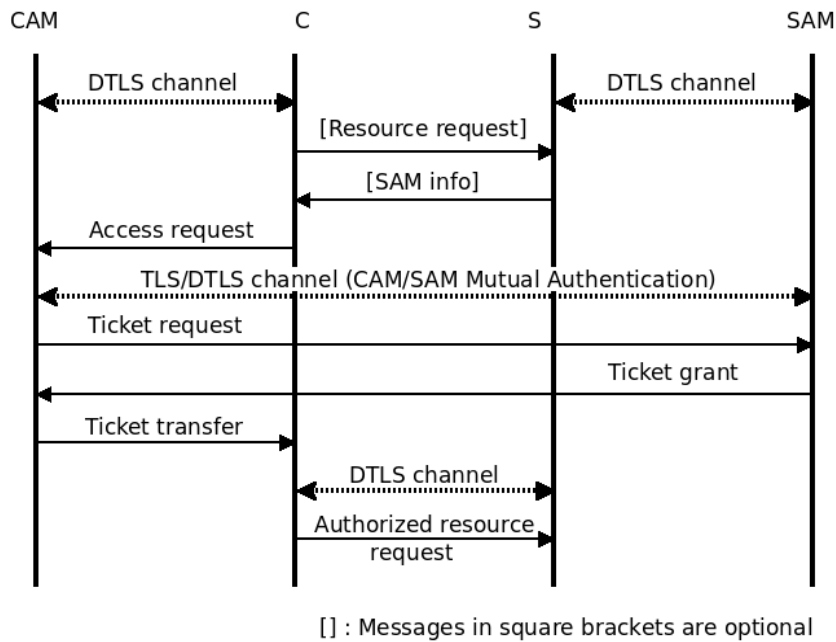 CAM C S SAM
DTLS channel DTLS channel
[Resource request]
[SAM info]
Access request
TLS/DTLS channel (CAM/SAM Mutual Authentication)
Ticket request
Ticket grant
Ticket transfer
DTLS channel
Authorized resource
request
[] : Messages in square brackets are optional